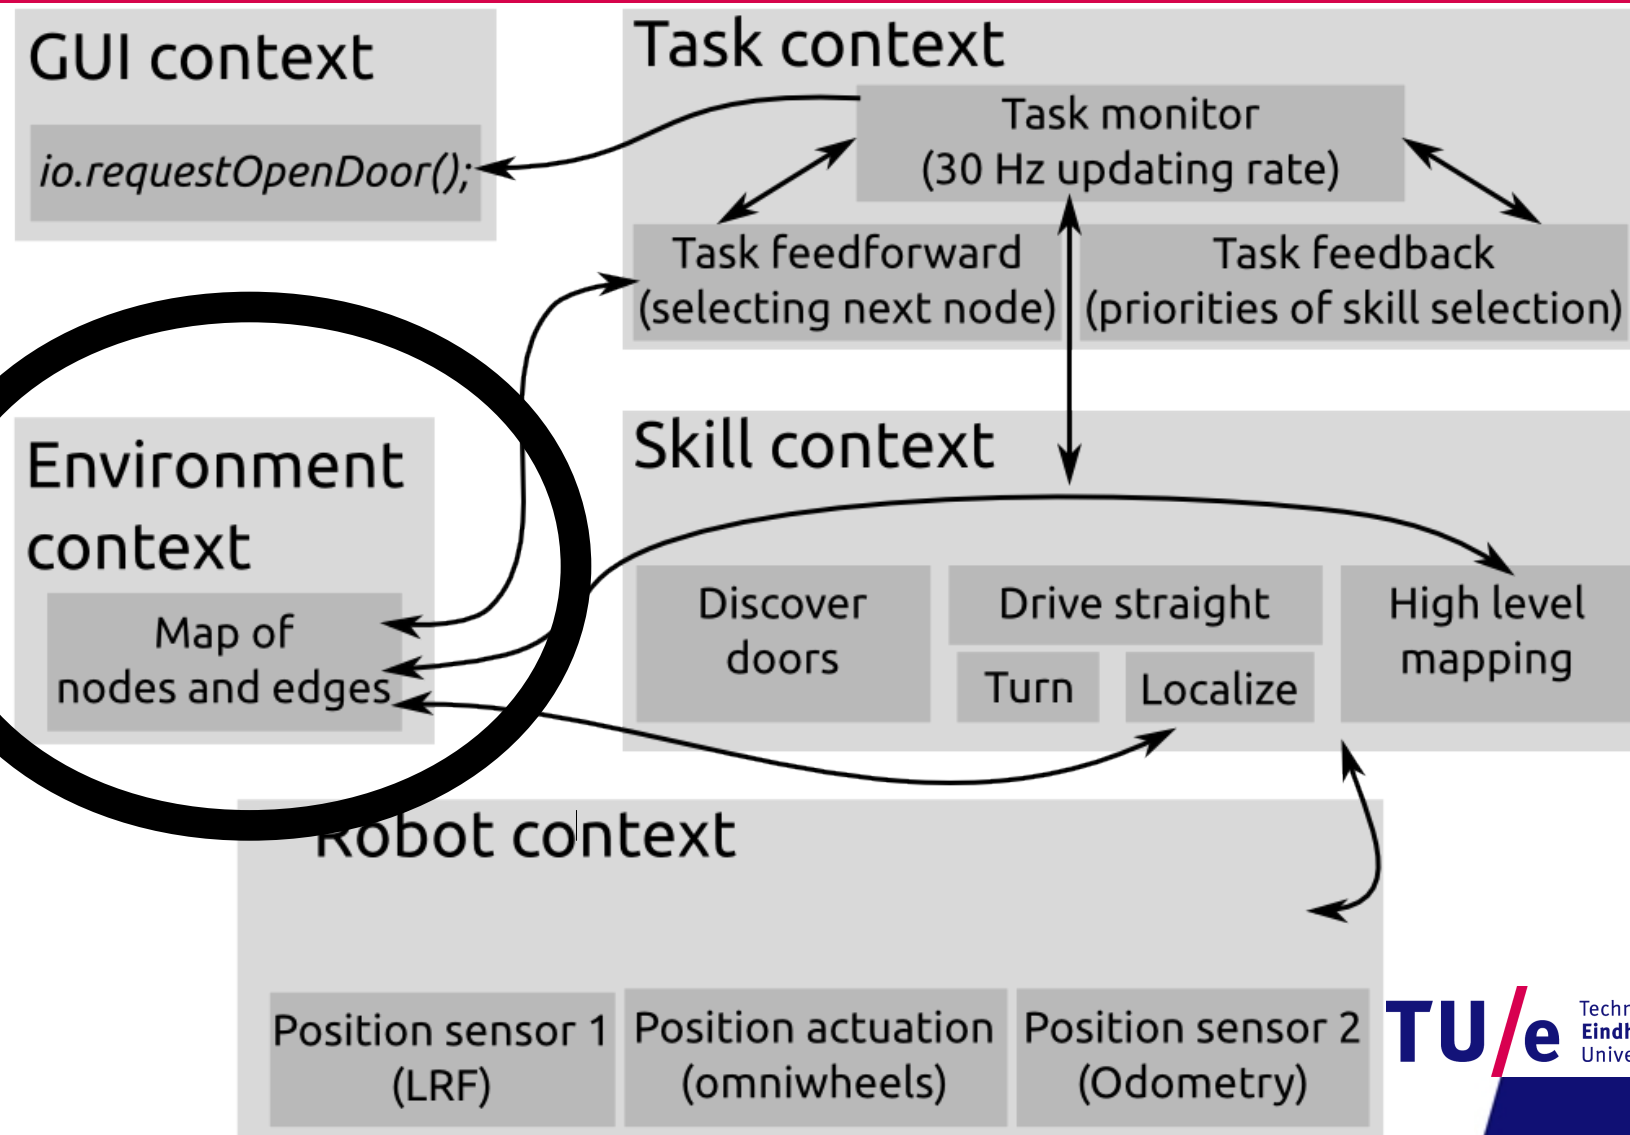 GUI context
io.requestOpenDoor();
Task context
Task monitor
(30 Hz updating rate)
Task feedforward
(selecting next node)
Task feedback
(priorities of skill selection)
Environment
context
Map of
nodes and edges
Skill context
Discover
doors
Drive straight
Turn
Localize
High level
mapping
Robot context
Position sensor 1
(LRF)
Position actuation
(omniwheels)
Position sensor 2
(Odometry)
TU/e